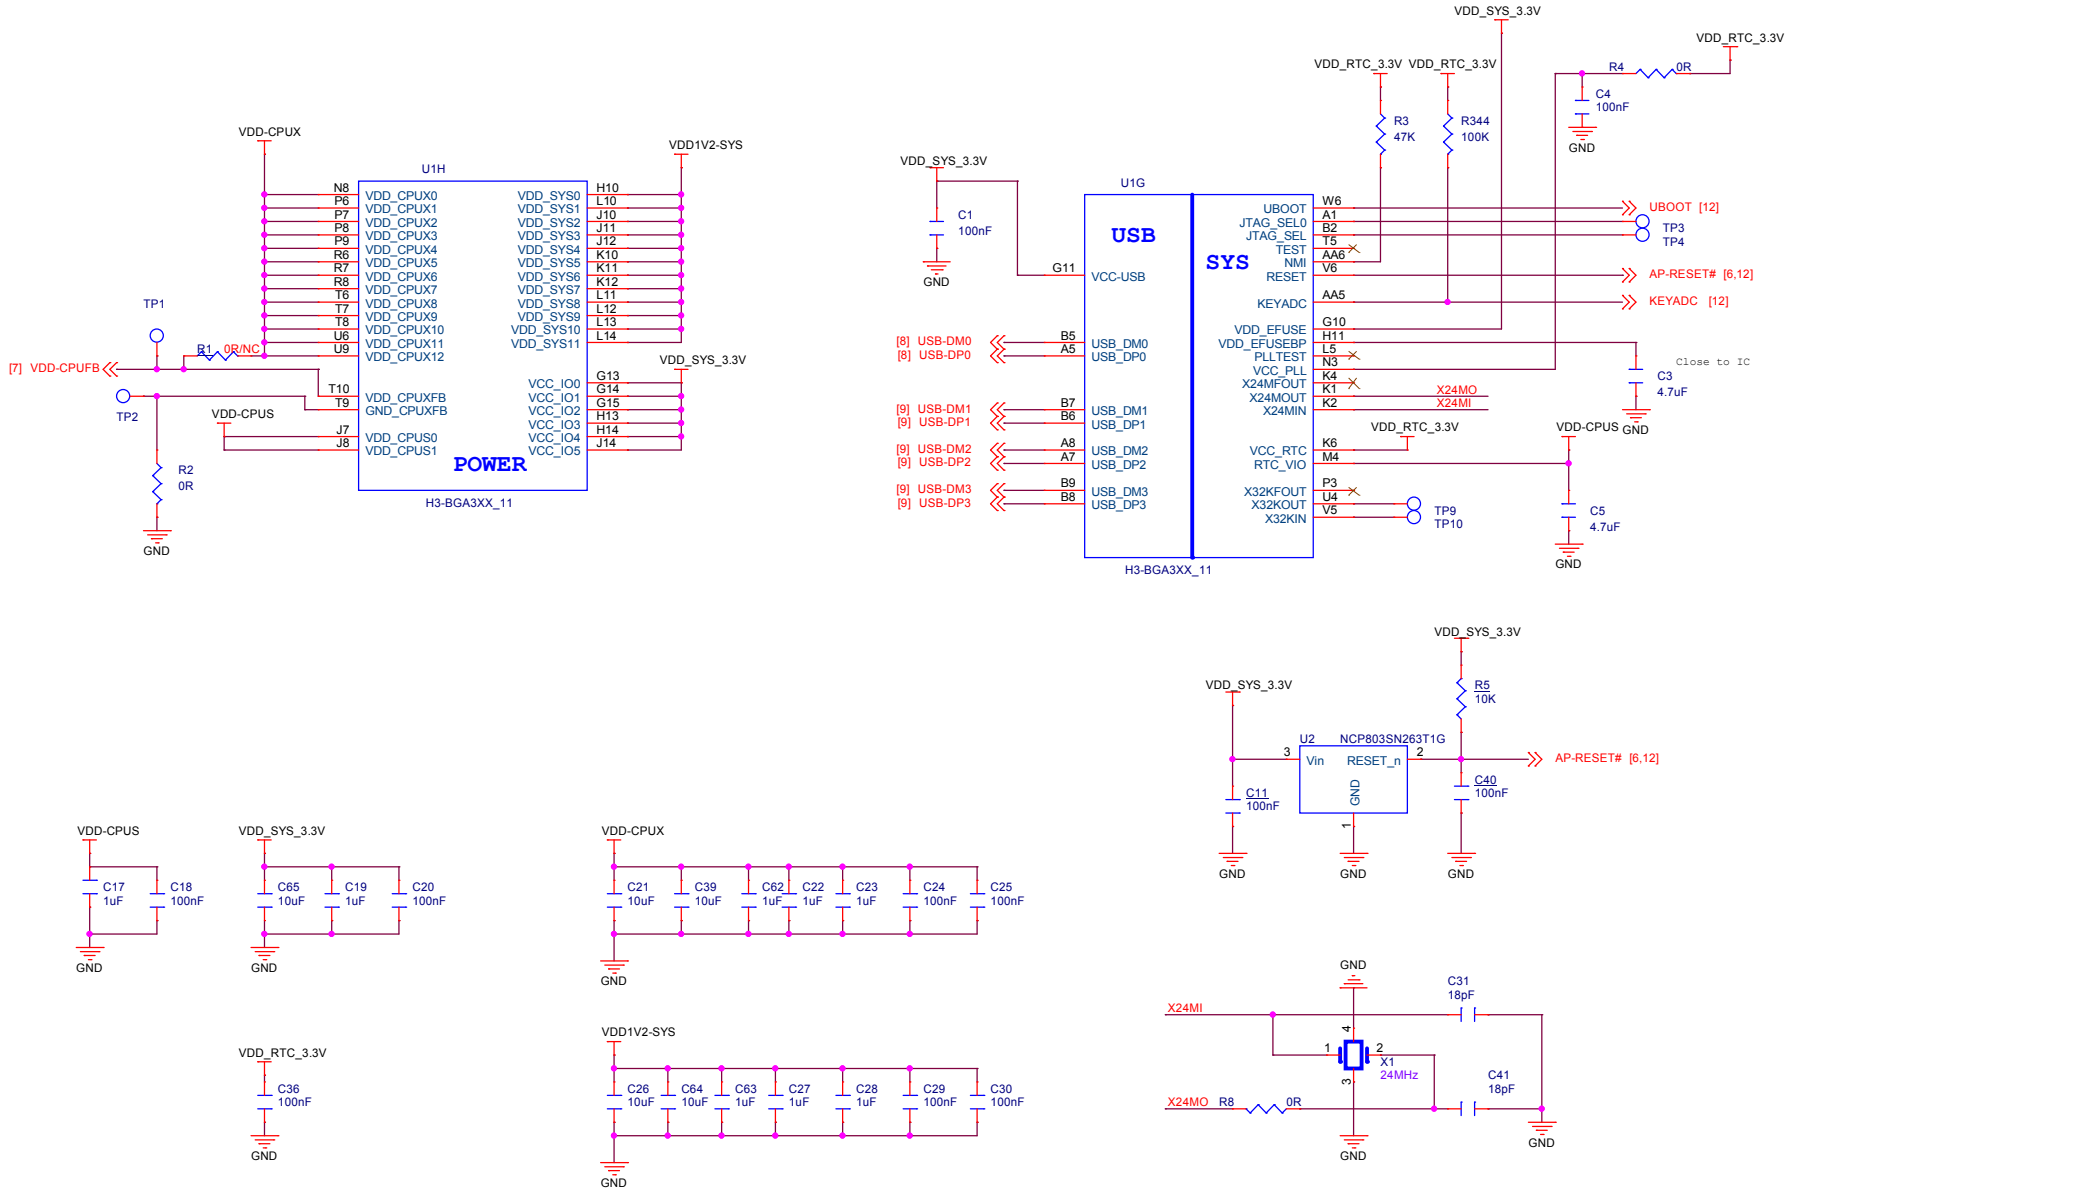 VDD-CPUX
VDD1V2-SYS
U1H
N8 VDD_CPUX0 VDD_SYS0 H10
P6 VDD_CPUX1 VDD_SYS1 L10
P7 VDD_CPUX2 VDD_SYS2 J10
P8 VDD_CPUX3 VDD_SYS3 J11
P9 VDD_CPUX4 VDD_SYS4 J12
R6 VDD_CPUX5 VDD_SYS5 K10
R7 VDD_CPUX6 VDD_SYS6 K11
R8 VDD_CPUX7 VDD_SYS7 K12
T6 VDD_CPUX8 VDD_SYS8 L11
T7 VDD_CPUX9 VDD_SYS9 L12
T8 VDD_CPUX10 VDD_SYS10 L13
U6 VDD_CPUX11 VDD_SYS11 L14
U9 VDD_CPUX12
TP1
R1 0R/NC
[7] VDD-CPUFB
TP2
VDD_SYS_3.3V
T10 VDD_CPUXFB
T9 GND_CPUXFB
VDD-CPUS
J7 VDD_CPUS0
J8 VDD_CPUS1
VCC_IO0 G13
VCC_IO1 G14
VCC_IO2 G15
VCC_IO3 H13
VCC_IO4 H14
VCC_IO5 J14
POWER
H3-BGA3XX_11
R2
0R
GND
VDD_SYS_3.3V
VDD_RTC_3.3V
VDD_RTC_3.3V VDD_RTC_3.3V
R4 0R
C4
100nF
GND
R3
47K
R344
100K
VDD_SYS_3.3V
C1
100nF
GND
U1G
USB
SYS
G11 VCC-USB
[8] USB-DM0 B5 USB_DM0
[8] USB-DP0 A5 USB_DP0
[9] USB-DM1 B7 USB_DM1
[9] USB-DP1 B6 USB_DP1
[9] USB-DM2 A8 USB_DM2
[9] USB-DP2 A7 USB_DP2
[9] USB-DM3 B9 USB_DM3
[9] USB-DP3 B8 USB_DP3
UBOOT W6 UBOOT [12]
JTAG_SEL0 A1 TP3
JTAG_SEL B2 TP4
TEST T5
NMI AA6
RESET V6 AP-RESET# [6,12]
KEYADC AA5 KEYADC [12]
VDD_EFUSE G10
VDD_EFUSEBP H11
PLLTEST L5
VCC_PLL N3
X24MFOUT K4
X24MOUT K1 X24MO
X24MIN K2 X24MI
Close to IC
C3
4.7uF
GND
VDD_RTC_3.3V
VDD-CPUS
VCC_RTC K6
RTC_VIO M4
X32KFOUT P3
X32KOUT U4 TP9
X32KIN V5 TP10
C5
4.7uF
GND
H3-BGA3XX_11
VDD_SYS_3.3V
R5
10K
VDD_SYS_3.3V
U2 NCP803SN263T1G
3 Vin RESET_n 2
GND
1
AP-RESET# [6,12]
C11
100nF
C40
100nF
GND
GND
GND
VDD-CPUS
C17
1uF
C18
100nF
GND
VDD_SYS_3.3V
C65
10uF
C19
1uF
C20
100nF
GND
VDD-CPUX
C21
10uF
C39
10uF
C62
1uF
C22
1uF
C23
1uF
C24
100nF
C25
100nF
GND
VDD_RTC_3.3V
C36
100nF
GND
VDD1V2-SYS
C26
10uF
C64
10uF
C63
1uF
C27
1uF
C28
1uF
C29
100nF
C30
100nF
GND
GND
C31
18pF
X24MI
4
1
2
X1
24MHz
3
C41
18pF
X24MO R8 0R
GND
GND